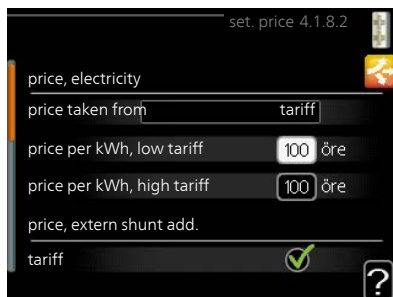 set. price 4.1.8.2
price, electricity
price taken from tariff
price per kWh, low tariff 100 öre
price per kWh, high tariff 100 öre
price, extern shunt add.
tariff
?